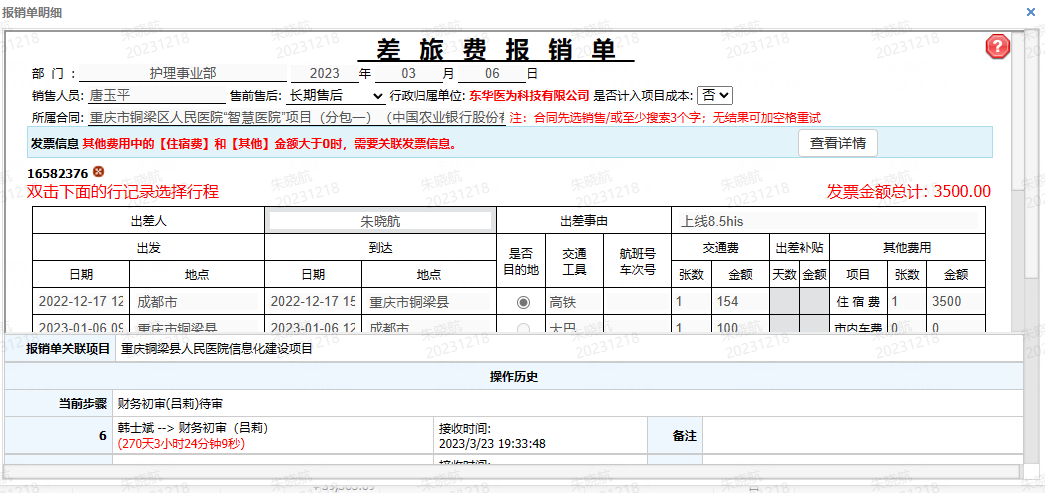 报销单明细
差 旅 费 报 销 单
部 门 : 护理事业部 2023 年 03 月 06 日
销售人员: 唐玉平 售前售后: 长期售后 行政归属单位: 东华医为科技有限公司 是否计入项目成本: 否
所属合同: 重庆市铜梁区人民医院“智慧医院”项目（分包一）（中国农业银行股份有 注：合同先选销售/或至少搜索3个字；无结果可加空格重试
发票信息 其他费用中的【住宿费】和【其他】金额大于0时，需要关联发票信息。 查看详情
16582376
双击下面的行记录选择行程 发票金额总计: 3500.00
出差人 朱晓航 出差事由 上线8.5his
出发 到达 是否目的地 交通工具 航班号车次号 交通费 出差补贴 其他费用
日期 地点 日期 地点 张数 金额 天数 金额 项目 张数 金额
2022-12-17 12 成都市 2022-12-17 15 重庆市铜梁县 高铁 1 154 住 宿 费 1 3500
2023-01-06 09 重庆市铜梁县 2023-01-06 12 成都市 大巴 1 100 市内车费 0 0
报销单关联项目 重庆铜梁县人民医院信息化建设项目
操作历史
当前步骤 财务初审(吕莉)待审
6 韩士斌 --> 财务初审（吕莉） 接收时间: 备注
(270天3小时24分钟9秒) 2023/3/23 19:33:48
接收时间:
朱晓航
20231218